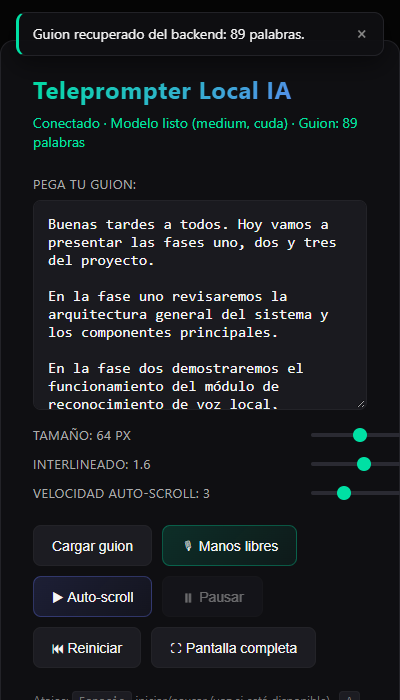 Guion recuperado del backend: 89 palabras.
×
Teleprompter Local IA
Conectado · Modelo listo (medium, cuda) · Guion: 89
palabras
PEGA TU GUION:
Buenas tardes a todos. Hoy vamos a
presentar las fases uno, dos y tres
del proyecto.
En la fase uno revisaremos la
arquitectura general del sistema y
los componentes principales.
En la fase dos demostraremos el
funcionamiento del módulo de
reconocimiento de voz local.
TAMAÑO: 64 PX
INTERLINEADO: 1.6
VELOCIDAD AUTO-SCROLL: 3
Cargar guion
🎙 Manos libres
▶ Auto-scroll
⏸ Pausar
⏮ Reiniciar
⛶ Pantalla completa